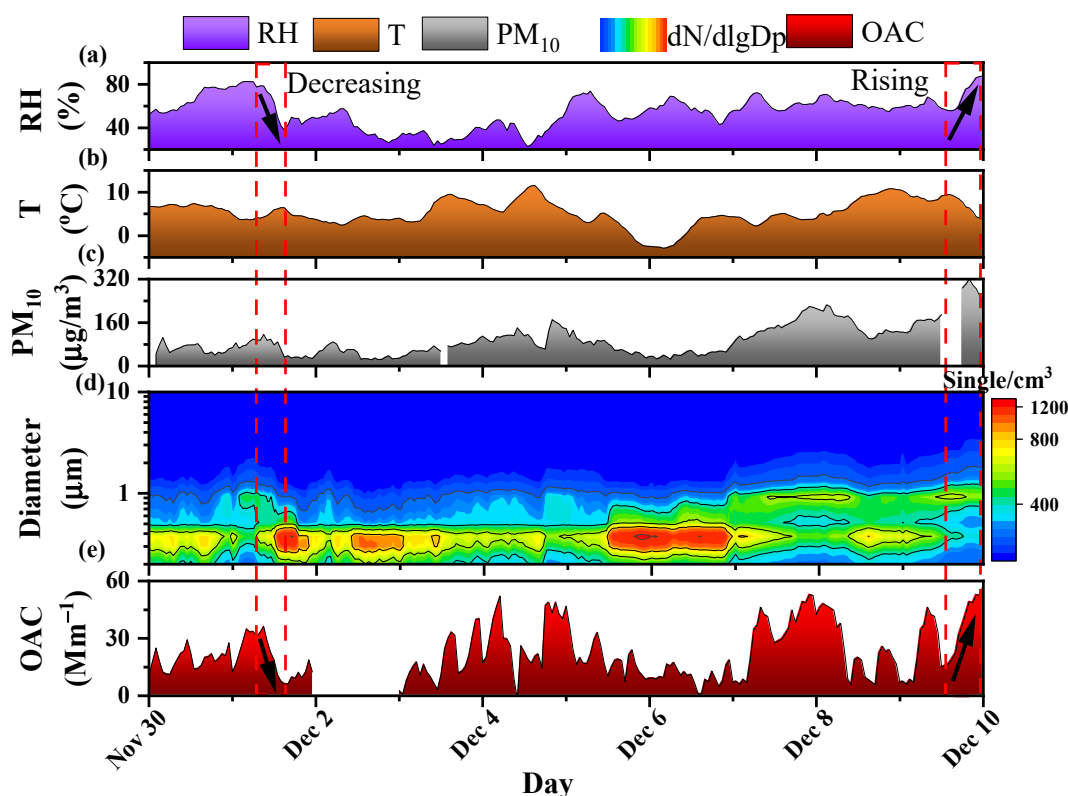 RH T PM₁₀ dN/dlgDp OAC
(a)
RH (%)
80
40
Decreasing
Rising
(b)
T (ºC)
10
0
(c)
PM₁₀ (µg/m³)
320
160
0
(d)
Diameter (µm)
10
1
Single/cm³
1200
800
400
(e)
OAC (Mm⁻¹)
60
30
0
Nov 30 Dec 2 Dec 4 Dec 6 Dec 8 Dec 10
Day